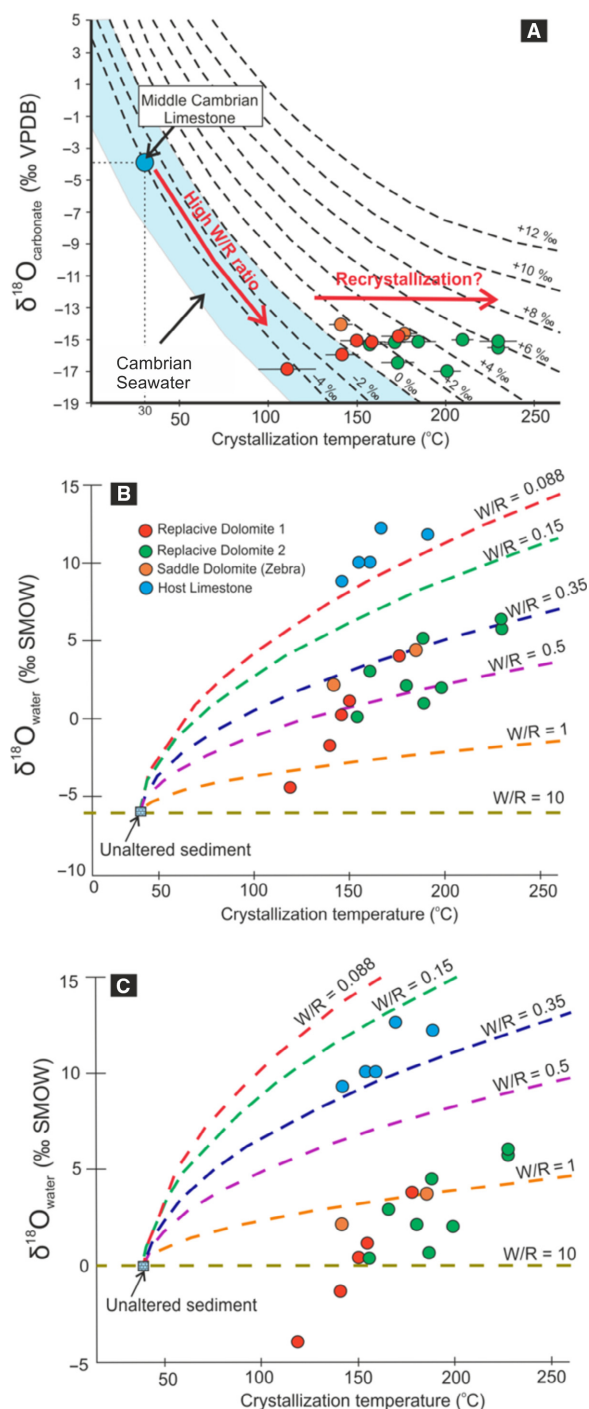 A
5
3
1
-1
-3
-5
-7
-9
-11
-13
-15
-17
-19
δ18Ocarbonate (‰ VPDB)
Middle Cambrian
Limestone
High W/R ratio
Recrystallization?
Cambrian
Seawater
+12 ‰
+10 ‰
+8 ‰
+6 ‰
+4 ‰
+2 ‰
0 ‰
-2 ‰
-4 ‰
30
50 100 150 200 250
Crystallization temperature (°C)
B
15
10
5
0
−5
−10
δ18Owater (‰ SMOW)
Replacive Dolomite 1
Replacive Dolomite 2
Saddle Dolomite (Zebra)
Host Limestone
W/R = 0.088
W/R = 0.15
W/R = 0.35
W/R = 0.5
W/R = 1
W/R = 10
Unaltered sediment
0 50 100 150 200 250
Crystallization temperature (°C)
C
15
10
5
0
−5
δ18Owater (‰ SMOW)
W/R = 0.088
W/R = 0.15
W/R = 0.35
W/R = 0.5
W/R = 1
W/R = 10
Unaltered sediment
50 100 150 200 250
Crystallization temperature (°C)